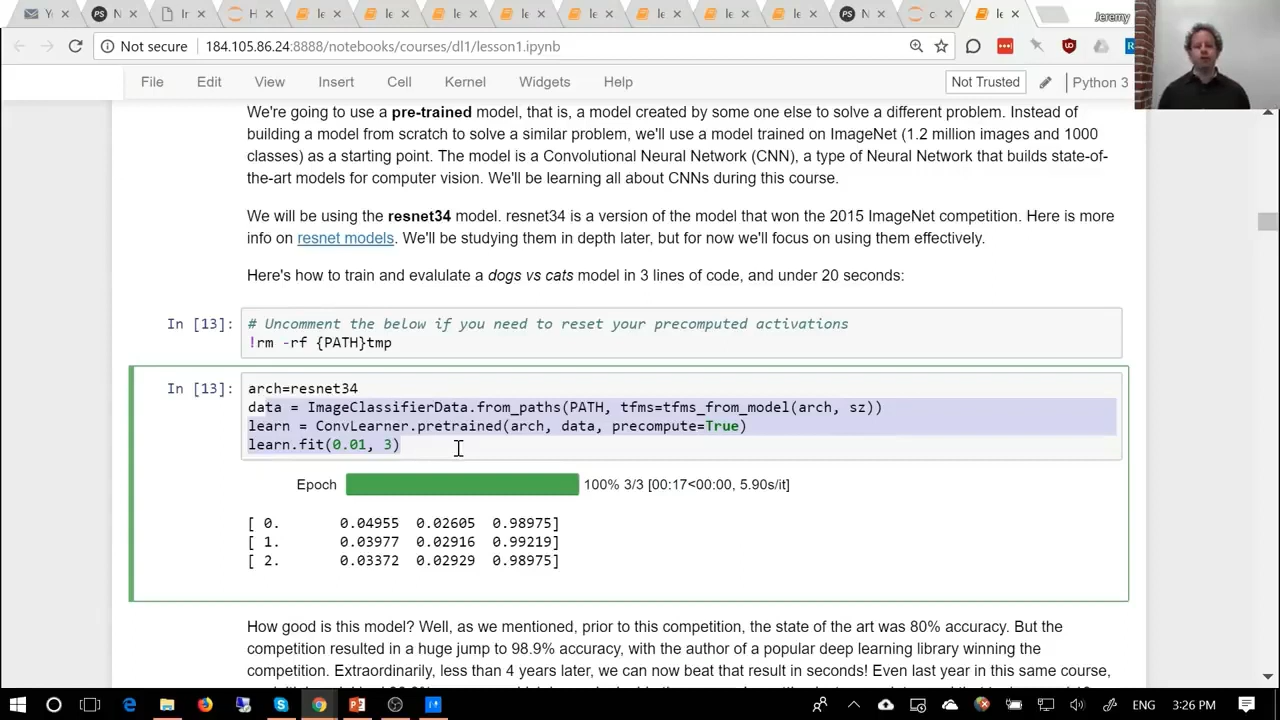 Jeremy
Not secure 184.105.86.24:8888/notebooks/courses/dl1/lesson1.ipynb
File Edit View Insert Cell Kernel Widgets Help Not Trusted Python 3
We're going to use a pre-trained model, that is, a model created by some one else to solve a different problem. Instead of
building a model from scratch to solve a similar problem, we'll use a model trained on ImageNet (1.2 million images and 1000
classes) as a starting point. The model is a Convolutional Neural Network (CNN), a type of Neural Network that builds state-of-
the-art models for computer vision. We'll be learning all about CNNs during this course.
We will be using the resnet34 model. resnet34 is a version of the model that won the 2015 ImageNet competition. Here is more
info on resnet models. We'll be studying them in depth later, but for now we'll focus on using them effectively.
Here's how to train and evalulate a dogs vs cats model in 3 lines of code, and under 20 seconds:
In [13]: # Uncomment the below if you need to reset your precomputed activations
!rm -rf {PATH}tmp
In [13]: arch=resnet34
data = ImageClassifierData.from_paths(PATH, tfms=tfms_from_model(arch, sz))
learn = ConvLearner.pretrained(arch, data, precompute=True)
learn.fit(0.01, 3)
Epoch 100% 3/3 [00:17<00:00, 5.90s/it]
[ 0. 0.04955 0.02605 0.98975]
[ 1. 0.03977 0.02916 0.99219]
[ 2. 0.03372 0.02929 0.98975]
How good is this model? Well, as we mentioned, prior to this competition, the state of the art was 80% accuracy. But the
competition resulted in a huge jump to 98.9% accuracy, with the author of a popular deep learning library winning the
competition. Extraordinarily, less than 4 years later, we can now beat that result in seconds! Even last year in this same course,
ENG 3:26 PM